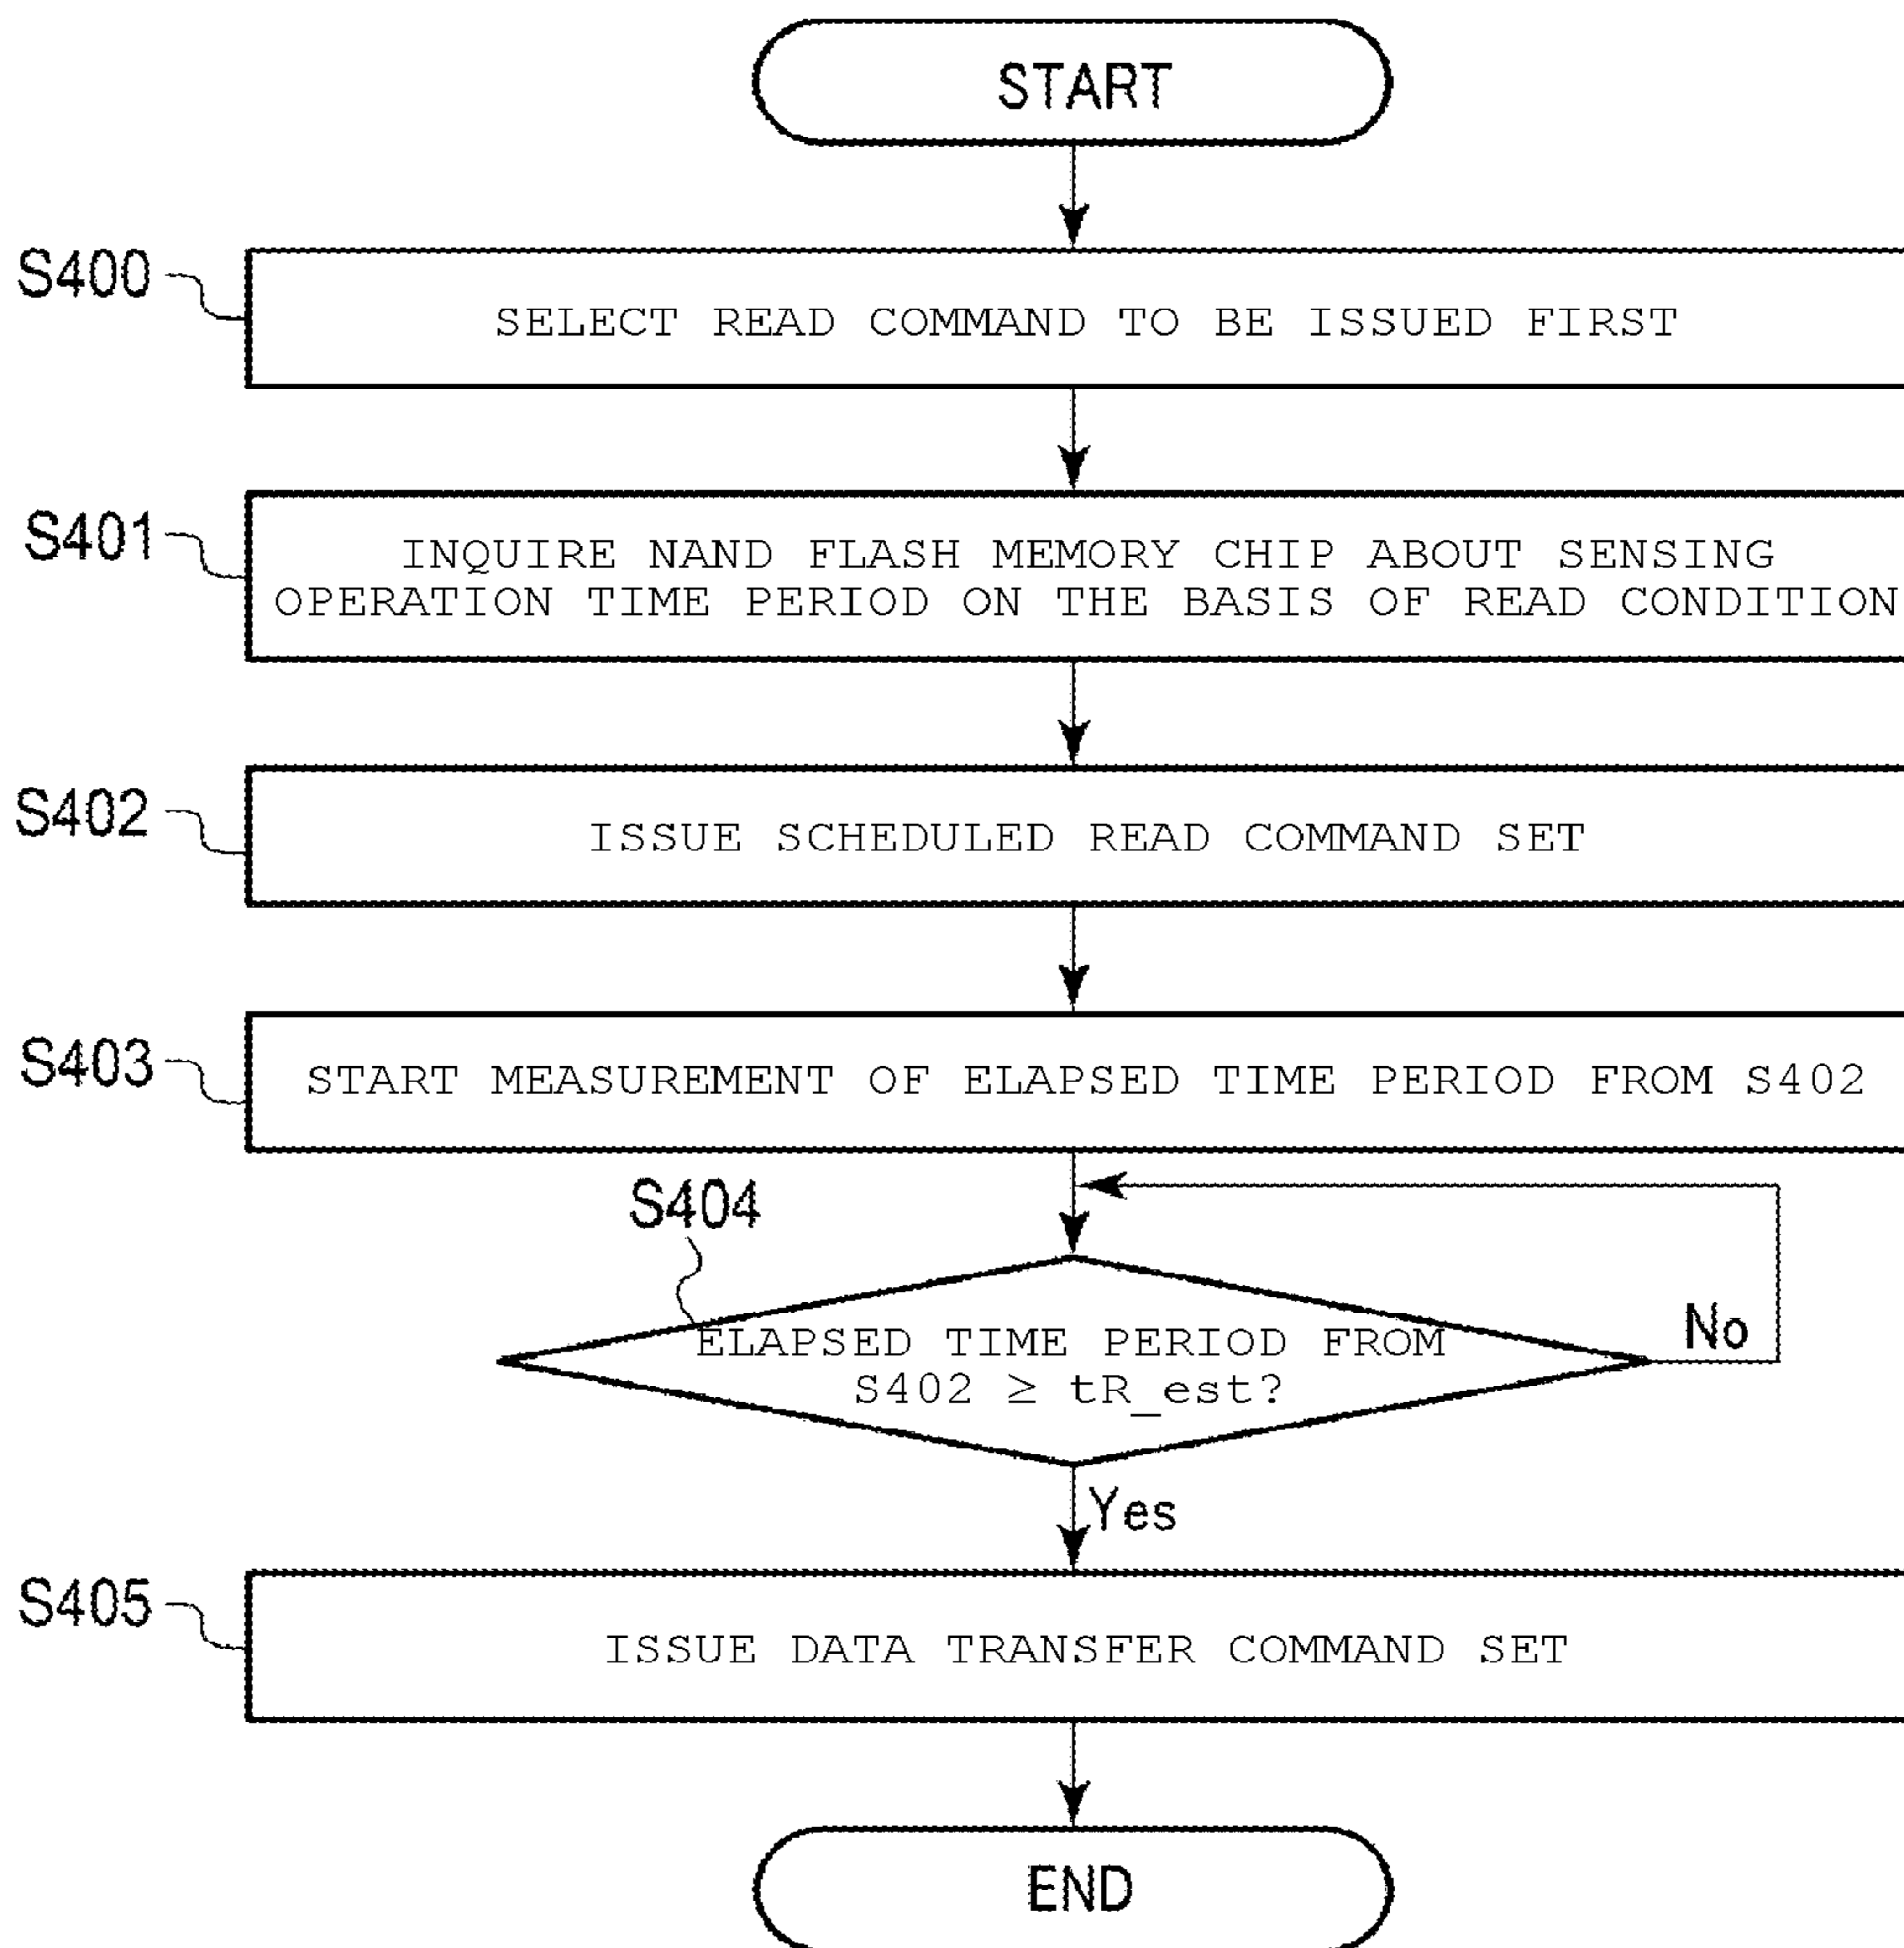 START
S400
SELECT READ COMMAND TO BE ISSUED FIRST
S401
INQUIRE NAND FLASH MEMORY CHIP ABOUT SENSING
OPERATION TIME PERIOD ON THE BASIS OF READ CONDITION
S402
ISSUE SCHEDULED READ COMMAND SET
S403
START MEASUREMENT OF ELAPSED TIME PERIOD FROM S402
S404
ELAPSED TIME PERIOD FROM
S402 ≥ tR_est?
No
Yes
S405
ISSUE DATA TRANSFER COMMAND SET
END